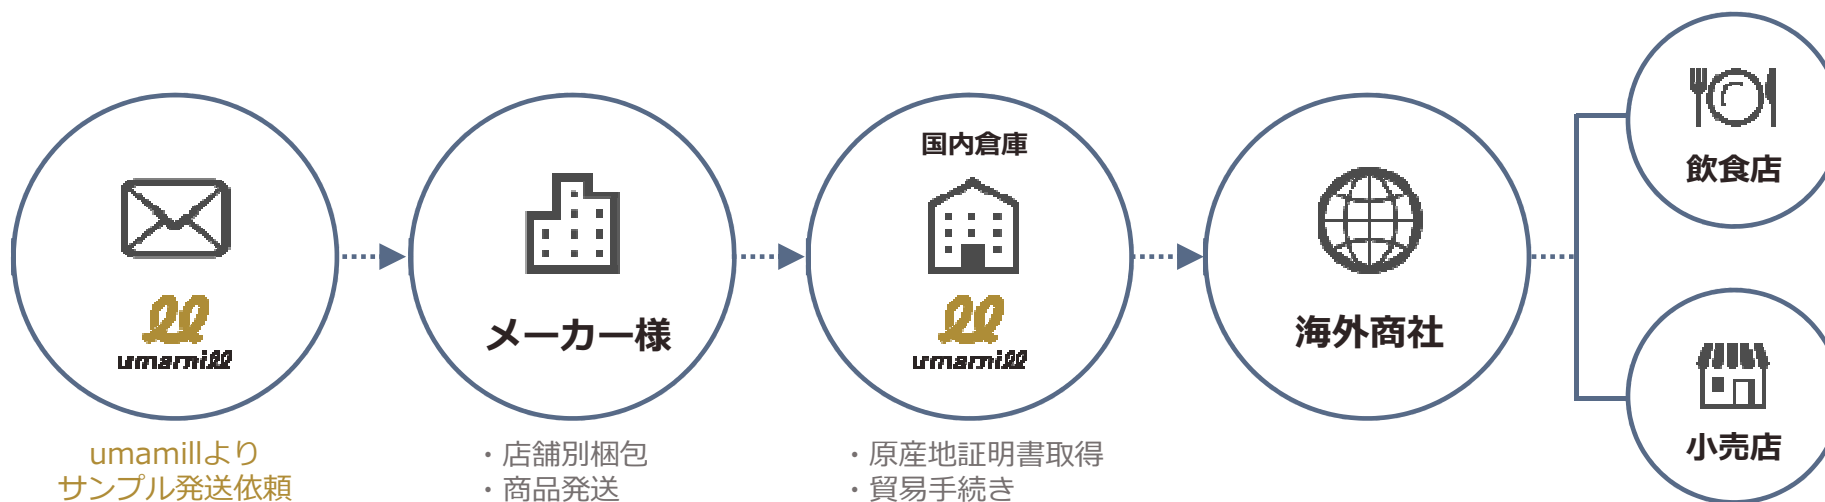 umamill
umamillより
サンプル発送依頼
メーカー様
・店舗別梱包
・商品発送
国内倉庫
umamill
・原産地証明書取得
・貿易手続き
海外商社
飲食店
小売店